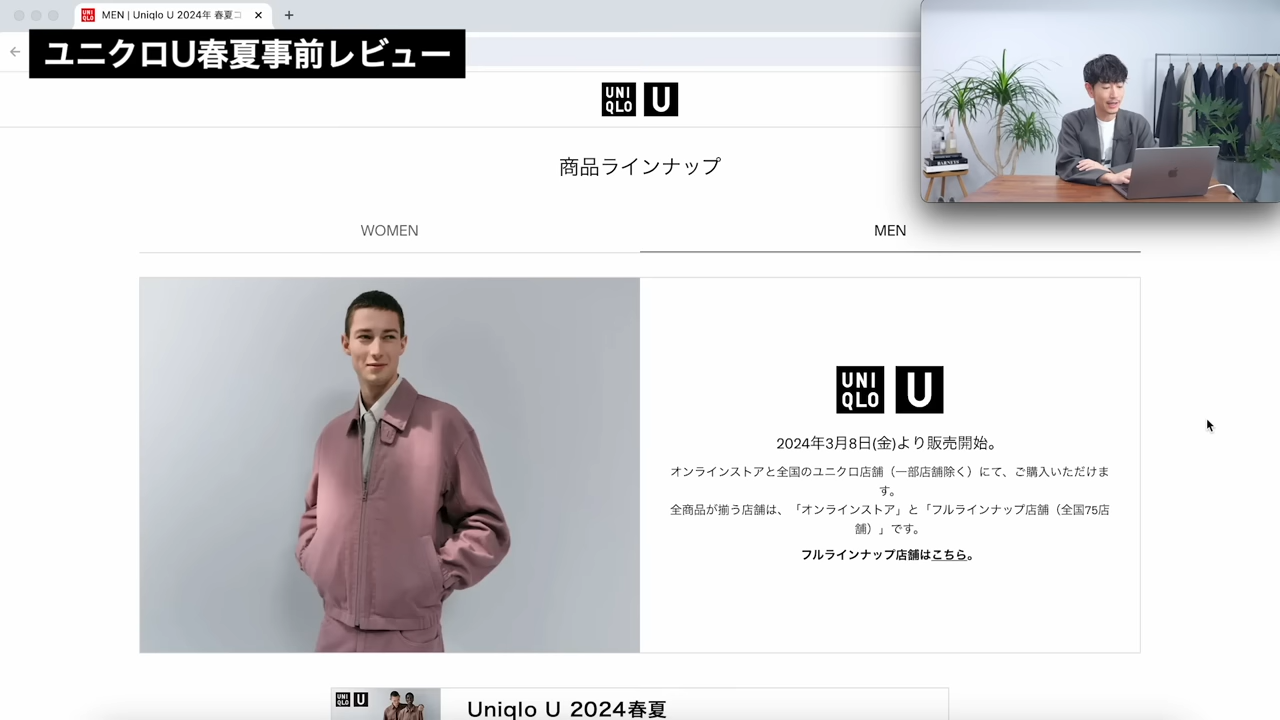 MEN | Uniqlo U 2024年 春夏コ
ユニクロU春夏事前レビュー
UNI
QLO
U
商品ラインナップ
WOMEN
MEN
UNI
QLO
U
2024年3月8日(金)より販売開始。
オンラインストアと全国のユニクロ店舗（一部店舗除く）にて、ご購入いただけま
す。
全商品が揃う店舗は、「オンラインストア」と「フルラインナップ店舗（全国75店
舗）」です。
フルラインナップ店舗はこちら。
UNI
QLO
U
Uniqlo U 2024春夏
BARNEYS